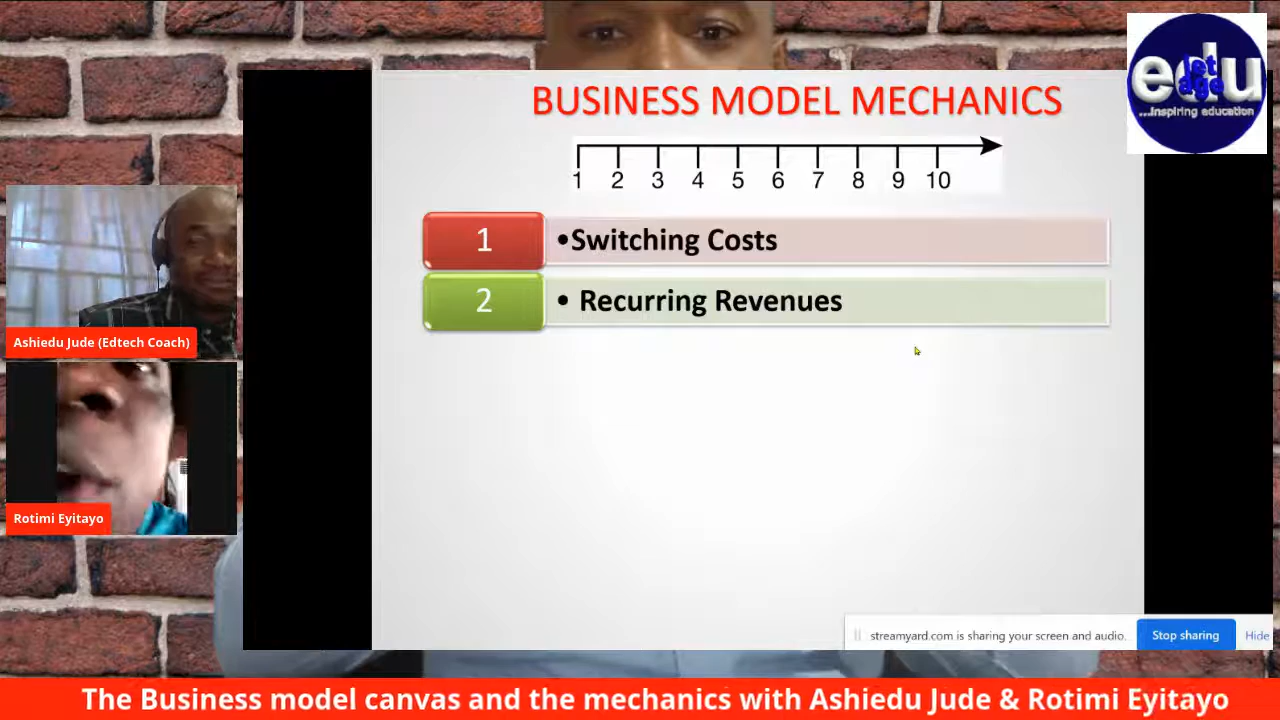 BUSINESS MODEL MECHANICS
1 2 3 4 5 6 7 8 9 10
1 •Switching Costs
2 • Recurring Revenues
edu
let
age
...inspiring education
Ashiedu Jude (Edtech Coach)
Rotimi Eyitayo
streamyard.com is sharing your screen and audio. Stop sharing Hide
The Business model canvas and the mechanics with Ashiedu Jude & Rotimi Eyitayo